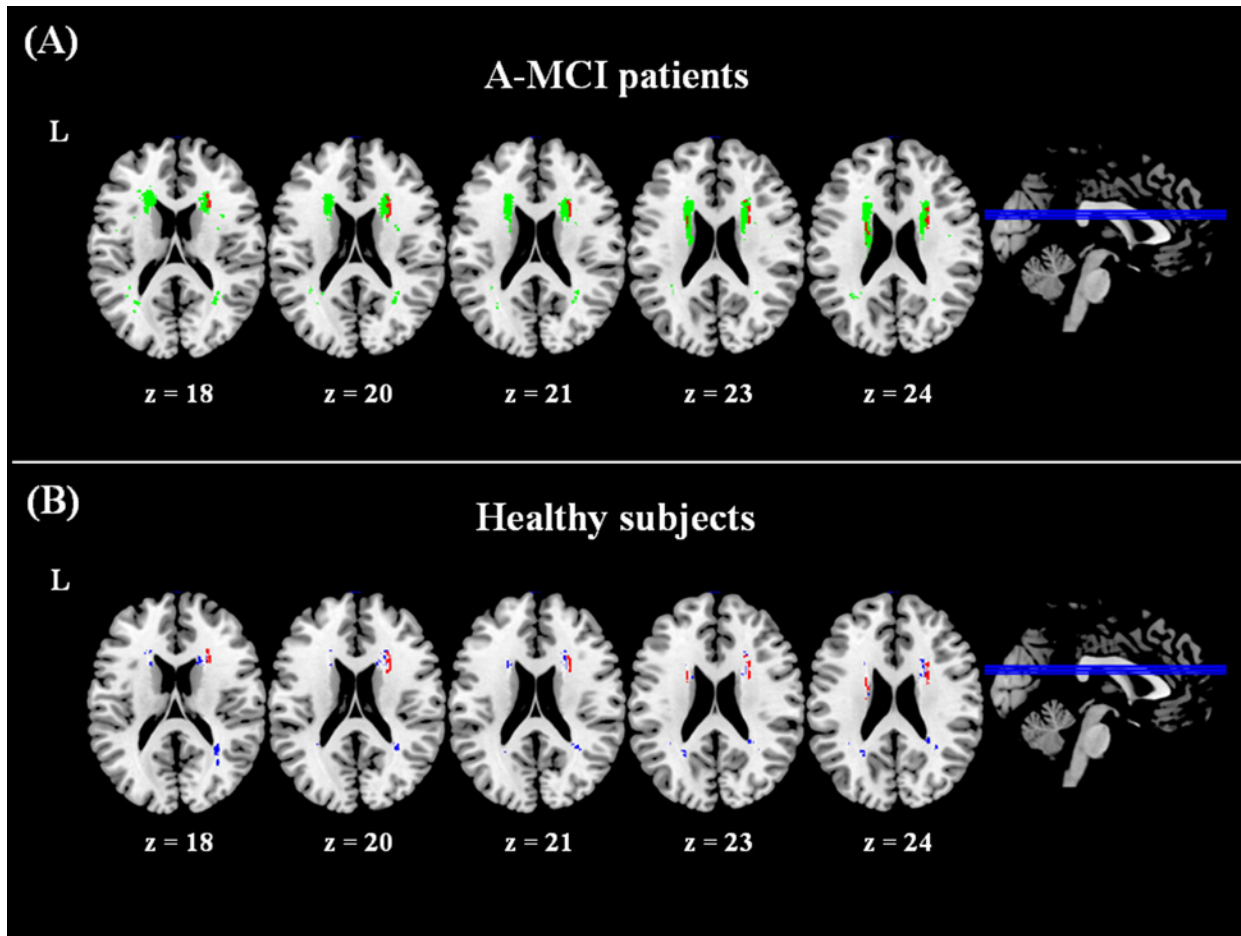 (A)
A-MCI patients
L
z = 18 z = 20 z = 21 z = 23 z = 24
(B)
Healthy subjects
L
z = 18 z = 20 z = 21 z = 23 z = 24